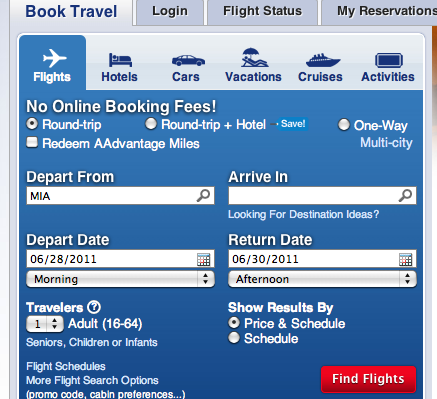 Book Travel Login Flight Status My Reservations
Flights Hotels Cars Vacations Cruises Activities
No Online Booking Fees!
Round-trip Round-trip + Hotel Save! One-Way
Redeem AAdvantage Miles Multi-city
Depart From Arrive In
MIA
Looking For Destination Ideas?
Depart Date Return Date
06/28/2011 06/30/2011
Morning Afternoon
Travelers ? Show Results By
1 Adult (16-64) Price & Schedule
Seniors, Children or Infants Schedule
Flight Schedules
More Flight Search Options Find Flights
(promo code, cabin preferences...)